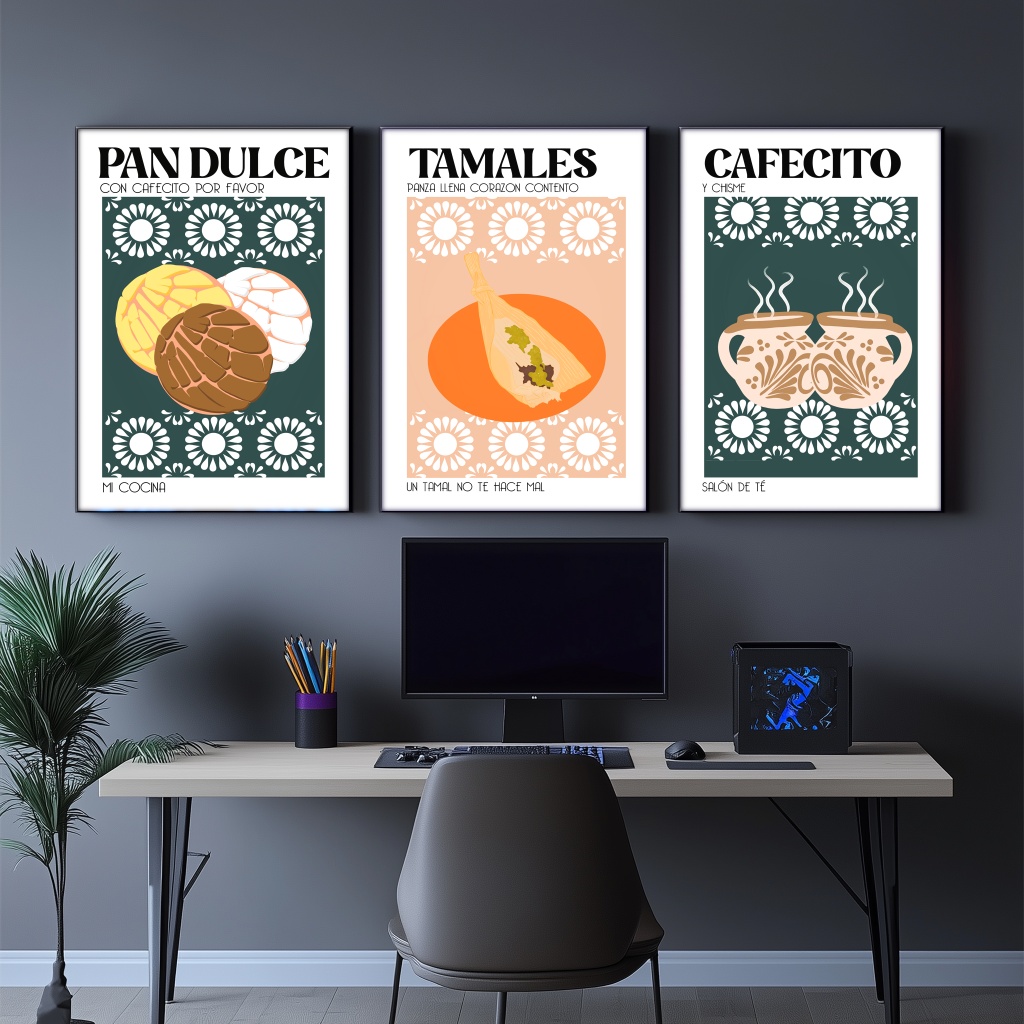 PAN DULCE
CON CAFECITO POR FAVOR
MI COCINA
TAMALES
PANZA LLENA CORAZON CONTENTO
UN TAMAL NO TE HACE MAL
CAFECITO
Y CHISME
SALÓN DE TÉ